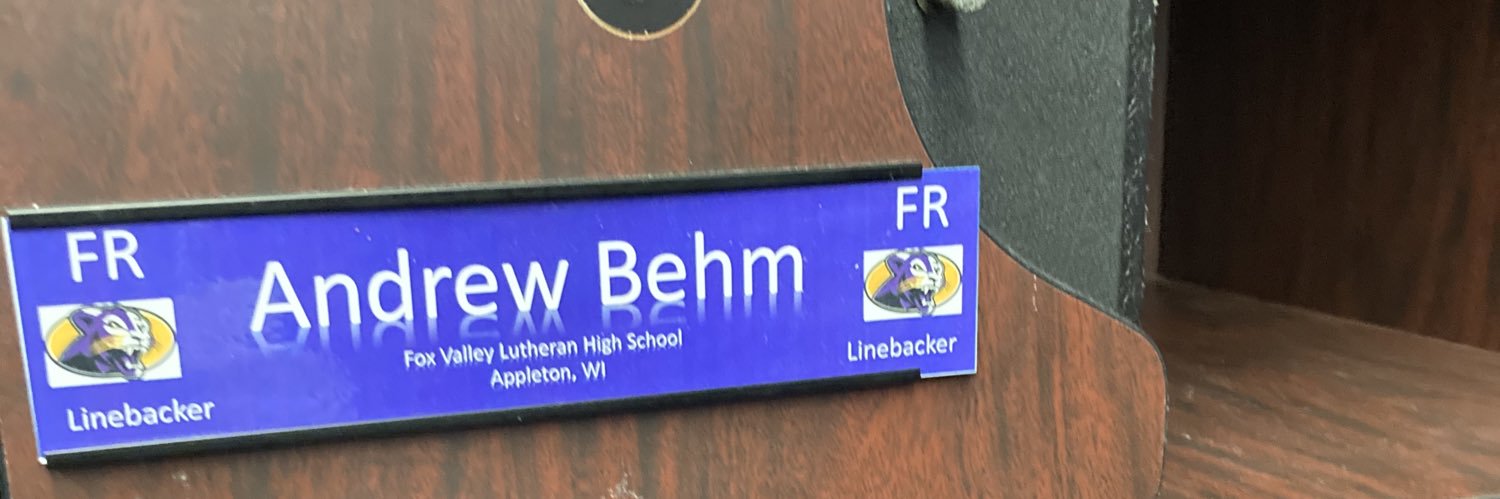 FR
FR
Andrew Behm
Fox Valley Lutheran High School
Appleton, WI
Linebacker
Linebacker